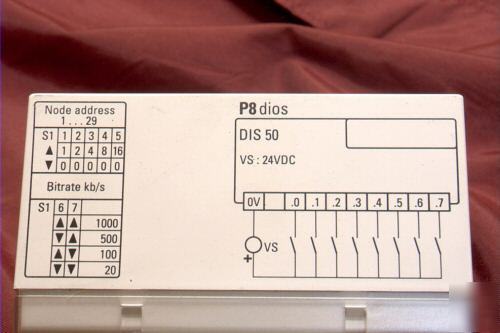 Node address
1 ... 29
S1 1 2 3 4 5
▲ 1 2 4 8 16
▼ 0 0 0 0 0
Bitrate kb/s
S1 6 7
▲ ▲ 1000
▼ ▲ 500
▲ ▼ 100
▼ ▼ 20
P8 dios
DIS 50
VS : 24VDC
0V .0 .1 .2 .3 .4 .5 .6 .7
VS
+